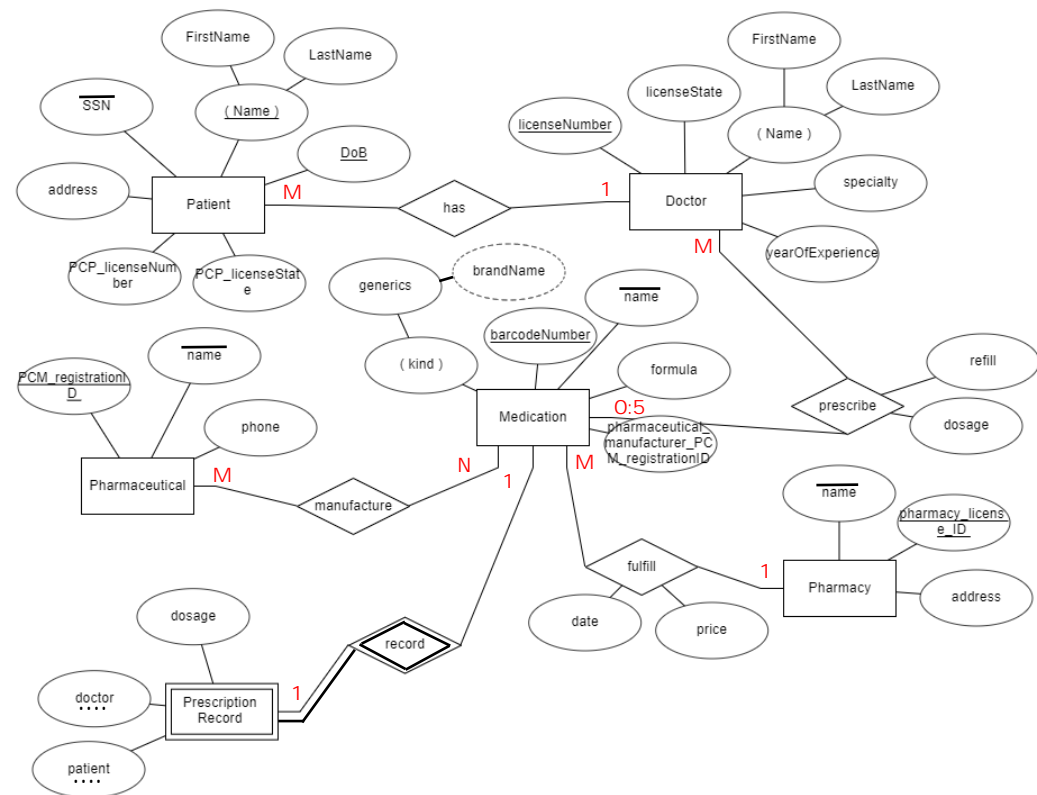 FirstName
LastName
SSN
( Name )
DoB
address
Patient
PCP_licenseNum
ber
PCP_licenseStat
e
M
has
1
FirstName
licenseState
LastName
licenseNumber
( Name )
Doctor
specialty
yearOfExperience
M
brandName
generics
name
barcodeNumber
( kind )
formula
Medication
0:5
pharmaceutical_
manufacturer_PC
M_registrationID
refill
prescribe
dosage
name
PCM_registrationI
D
phone
Pharmaceutical
M
manufacture
N
1
M
name
pharmacy_licens
e_ID
fulfill
1
Pharmacy
address
date
price
dosage
record
doctor
Prescription
Record
1
patient